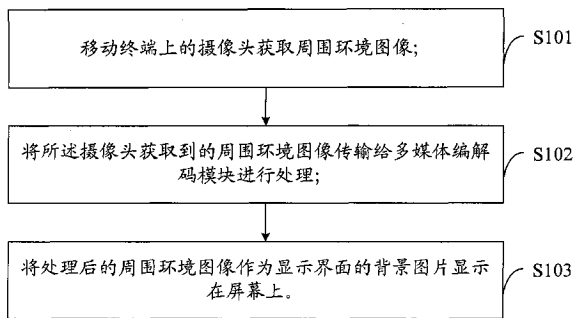 移动终端上的摄像头获取周围环境图像;
S101
将所述摄像头获取到的周围环境图像传输给多媒体编解
码模块进行处理;
S102
将处理后的周围环境图像作为显示界面的背景图片显示
在屏幕上。
S103